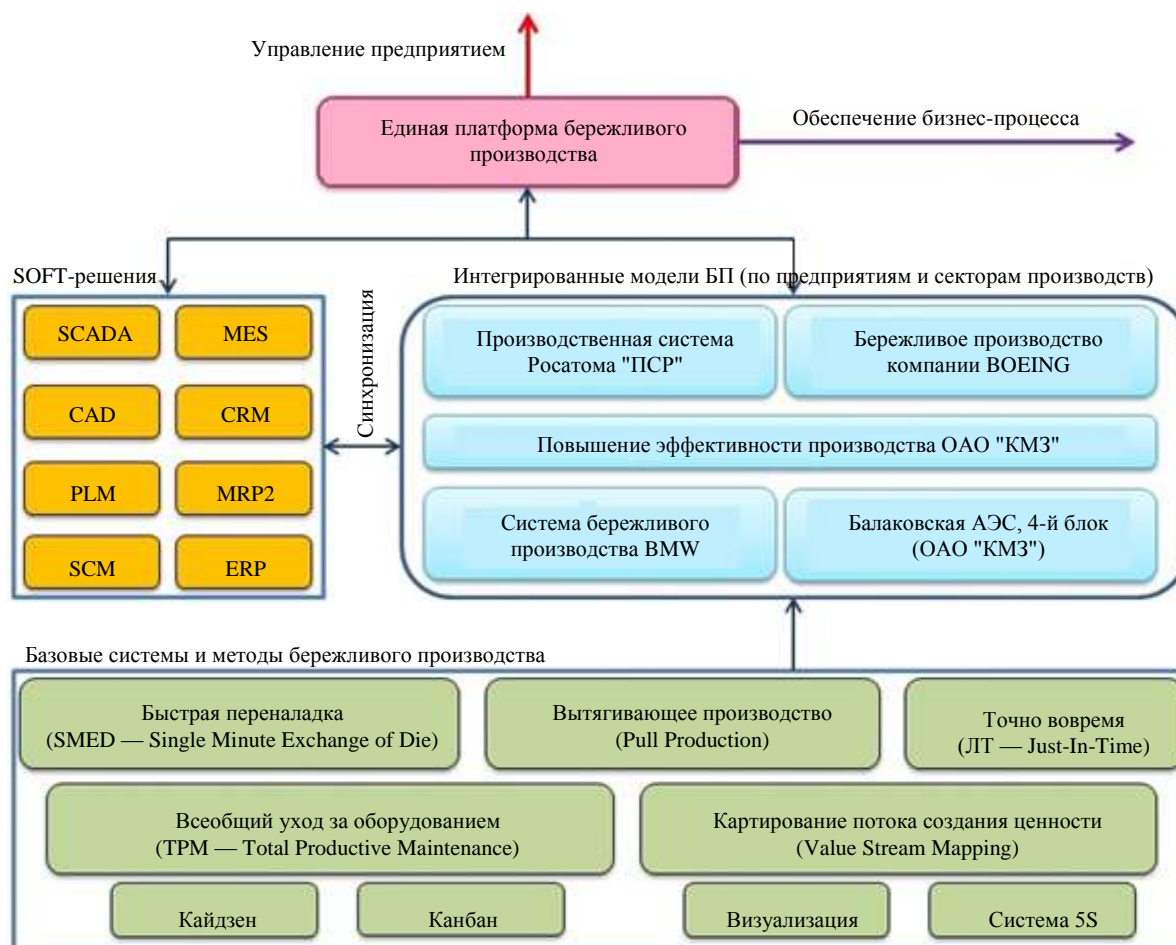 Управление предприятием
Единая платформа бережливого
производства
Обеспечение бизнес-процесса
SOFT-решения
SCADA
MES
CAD
CRM
PLM
MRP2
SCM
ERP
Синхронизация
Интегрированные модели БП (по предприятиям и секторам производств)
Производственная система
Росатома "ПСР"
Бережливое производство
компании BOEING
Повышение эффективности производства ОАО "КМЗ"
Система бережливого
производства BMW
Балаковская АЭС, 4-й блок
(ОАО "КМЗ")
Базовые системы и методы бережливого производства
Быстрая переналадка
(SMED — Single Minute Exchange of Die)
Вытягивающее производство
(Pull Production)
Точно вовремя
(ЛТ — Just-In-Time)
Всеобщий уход за оборудованием
(TPM — Total Productive Maintenance)
Картирование потока создания ценности
(Value Stream Mapping)
Кайдзен
Канбан
Визуализация
Система 5S